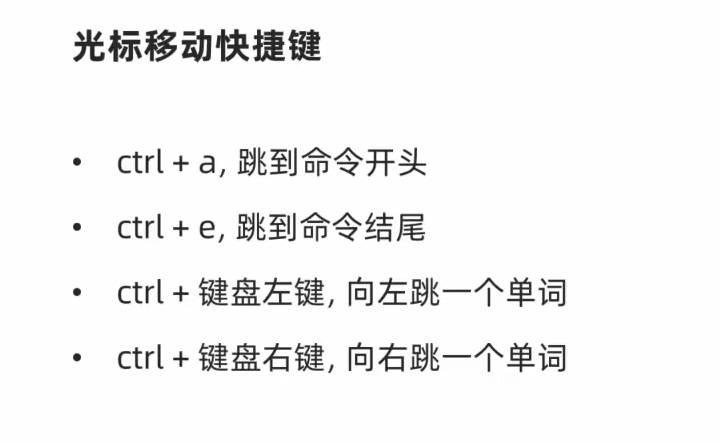 光标移动快捷键
• ctrl + a, 跳到命令开头
• ctrl + e, 跳到命令结尾
• ctrl + 键盘左键, 向左跳一个单词
• ctrl + 键盘右键, 向右跳一个单词